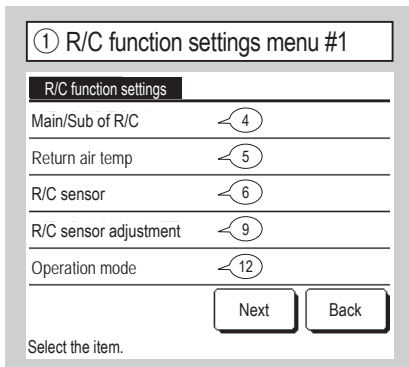 ① R/C function settings menu #1
R/C function settings
Main/Sub of R/C 4
Return air temp 5
R/C sensor 6
R/C sensor adjustment 9
Operation mode 12
Next Back
Select the item.